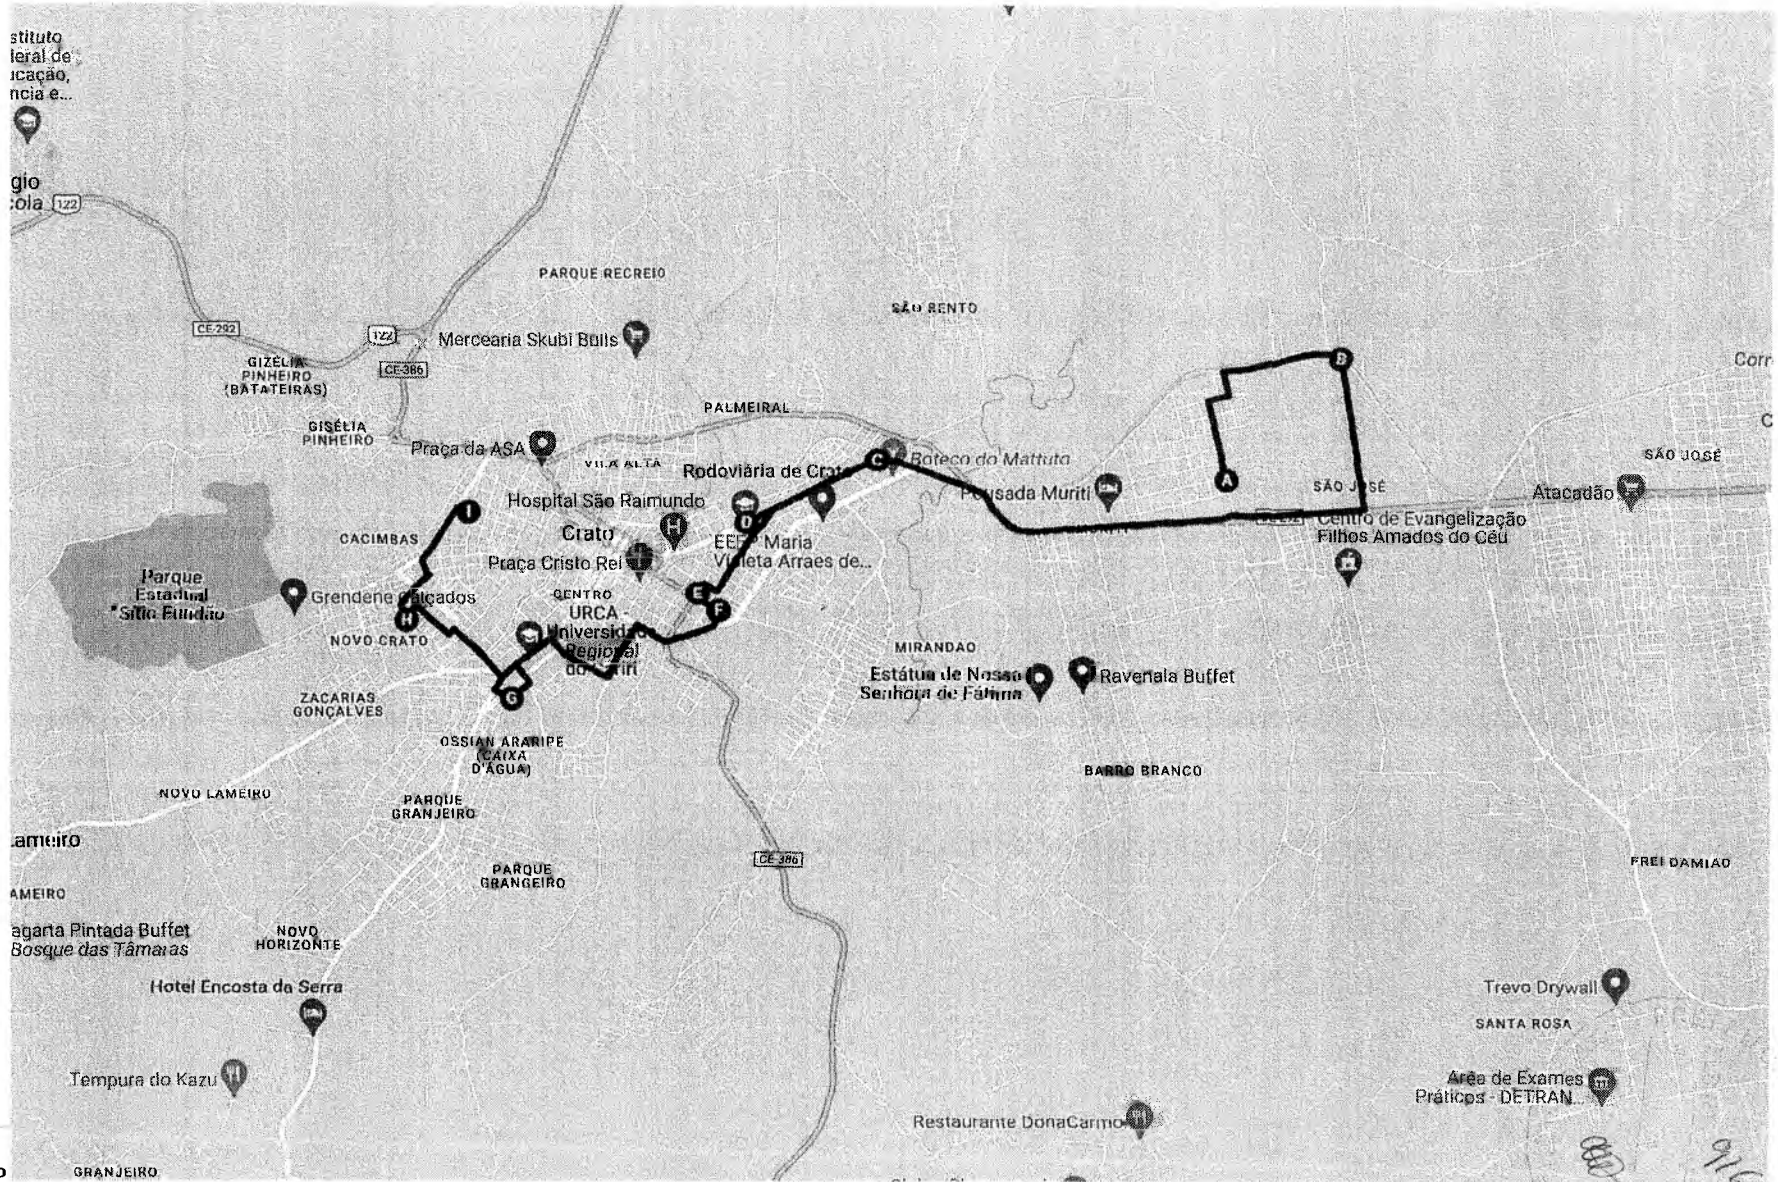 stituto
leral de
icação,
ncia e...
gio
cola
122
CE-292
122
CE-386
GIZÉLIA
PINHEIRO
(BATATEIRAS)
GISÉLIA
PINHEIRO
PARQUE RECREIO
Mercearia Skubi Bulls
SÃO BENTO
PALMEIRAL
Praça da ASA
VILA ALTA
Rodoviária de Crato
C
Boteco do Mattuto
Pousada Muriti
A
B
SÃO JOSÉ
Corr
C
SÃO JOSÉ
Atacadão
Centro de Evangelização
Filhos Amados do Céu
I
Hospital São Raimundo
H
D
CACIMBAS
Crato
Praça Cristo Rei
EEEP Maria
Violeta Arraes de...
Parque
Estadual
Sítio Fundão
Grendene Calçados
H
NOVO CRATO
CENTRO
URCA -
Universidade
Regional
do Cariri
E
F
G
MIRANDAO
Estátua de Nossa
Senhora de Fátima
Ravenala Buffet
ZACARIAS
GONÇALVES
OSSIAN ARARIPE
(CAIXA
D'ÁGUA)
BARRO BRANCO
NOVO LAMEIRO
PARQUE
GRANJEIRO
Lameiro
CE-386
PARQUE
GRANGEIRO
FREI DAMIAO
AMEIRO
agarta Pintada Buffet
Bosque das Tâmaras
NOVO
HORIZONTE
Hotel Encosta da Serra
Trevo Drywall
SANTA ROSA
Tempura do Kazu
Área de Exames
Práticos - DETRAN...
Restaurante DonaCarmo
GRANJEIRO